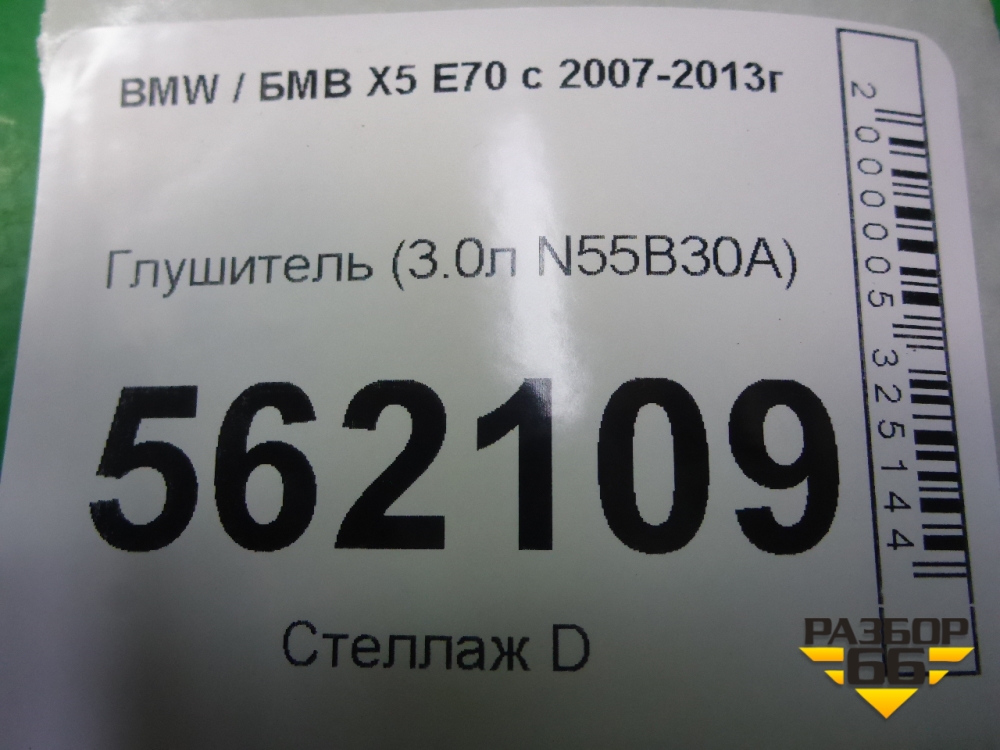 BMW / БМВ X5 E70 с 2007-2013г
Глушитель (3.0л N55B30A)
562109
Стеллаж D
2000005325144
РАЗБОР
66